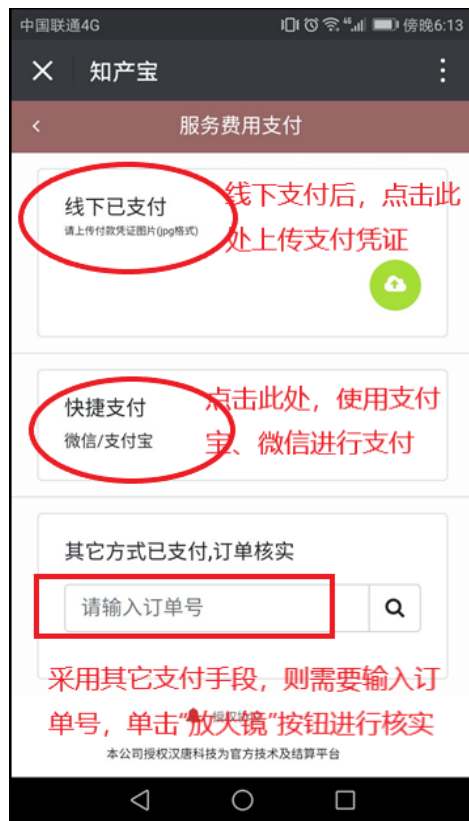 中国联通4G 傍晚6:13
知产宝
服务费用支付
线下已支付
请上传付款凭证图片(jpg格式)
线下支付后，点击此
处上传支付凭证
快捷支付
微信/支付宝
点击此处，使用支付
宝、微信进行支付
其它方式已支付,订单核实
请输入订单号
采用其它支付手段，则需要输入订
单号，单击“放大镜”按钮进行核实
本公司授权汉唐科技为官方技术及结算平台